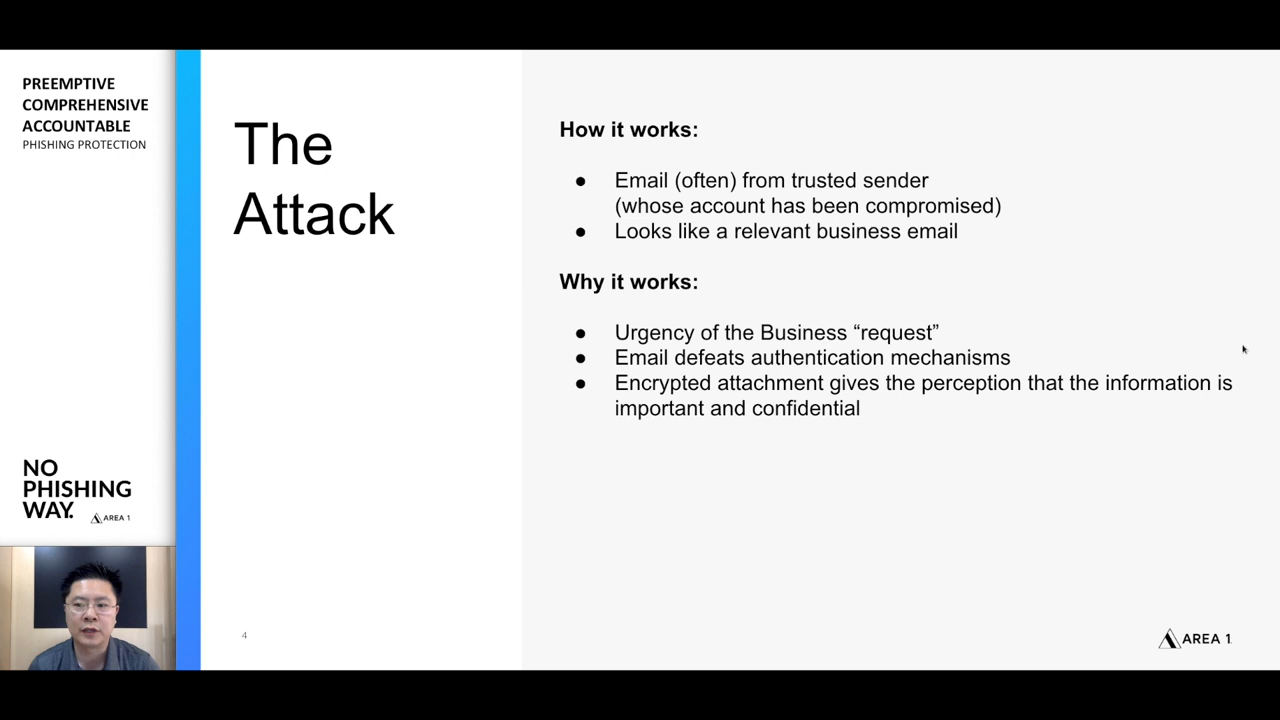 PREEMPTIVE
COMPREHENSIVE
ACCOUNTABLE
PHISHING PROTECTION
NO
PHISHING
WAY.
AREA 1
The
Attack
How it works:
● Email (often) from trusted sender
(whose account has been compromised)
● Looks like a relevant business email
Why it works:
● Urgency of the Business “request”
● Email defeats authentication mechanisms
● Encrypted attachment gives the perception that the information is
important and confidential
4
AREA 1